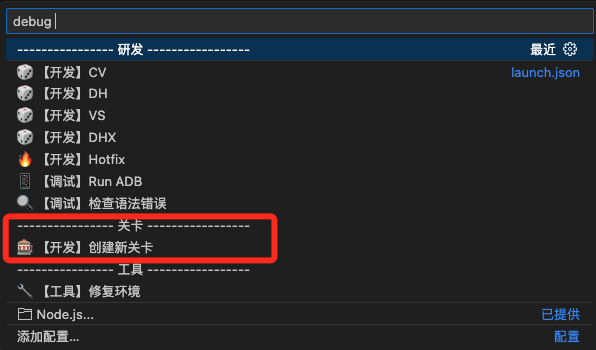 debug
---------------- 研发 ----------------- 最近
【开发】CV launch.json
【开发】DH
【开发】VS
【开发】DHX
【开发】Hotfix
【调试】Run ADB
【调试】检查语法错误
---------------- 关卡 -----------------
【开发】创建新关卡
---------------- 工具 -----------------
【工具】修复环境
Node.js... 已提供
添加配置... 配置